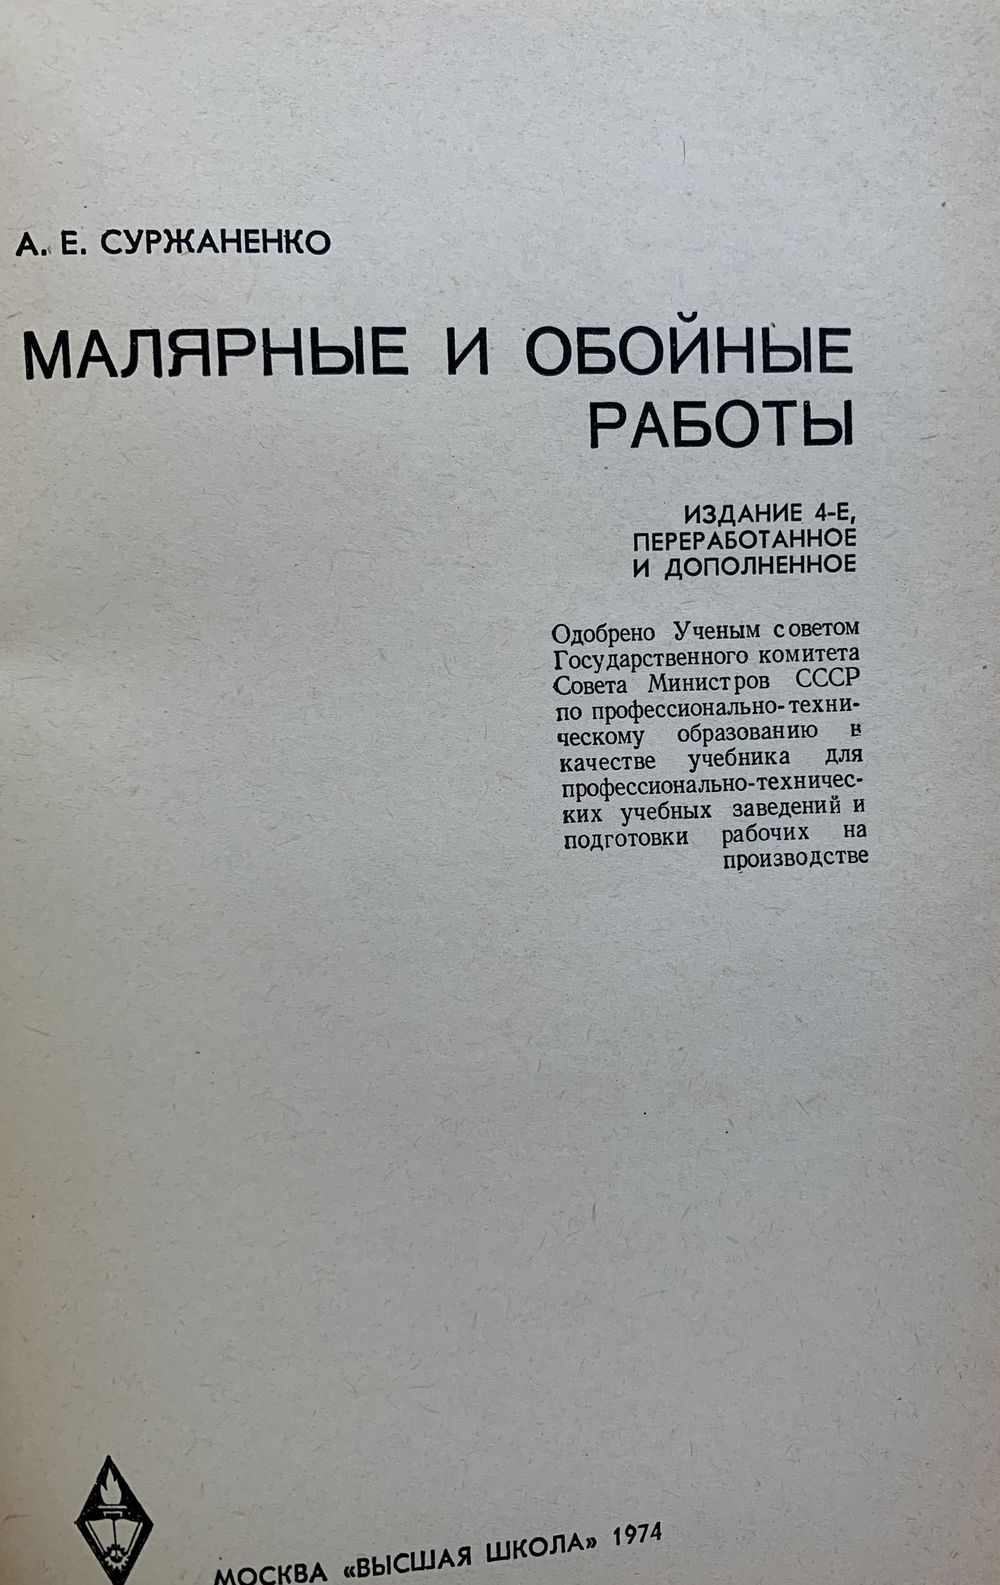 А. Е. СУРЖАНЕНКО
МАЛЯРНЫЕ И ОБОЙНЫЕ
РАБОТЫ
ИЗДАНИЕ 4-Е,
ПЕРЕРАБОТАННОЕ
И ДОПОЛНЕННОЕ
Одобрено Ученым советом
Государственного комитета
Совета Министров СССР
по профессионально-техни-
ческому образованию в
качестве учебника для
профессионально-техничес-
ких учебных заведений и
подготовки рабочих на
производстве
МОСКВА «ВЫСШАЯ ШКОЛА» 1974